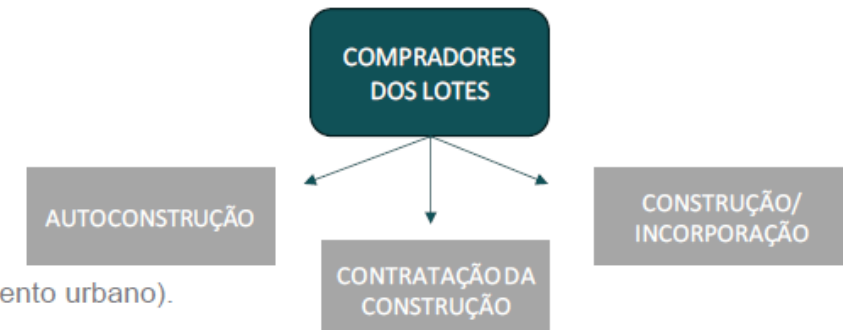 COMPRADORES
DOS LOTES
AUTOCONSTRUÇÃO
CONTRATAÇÃO DA
CONSTRUÇÃO
CONSTRUÇÃO/
INCORPORAÇÃO
ento urbano).